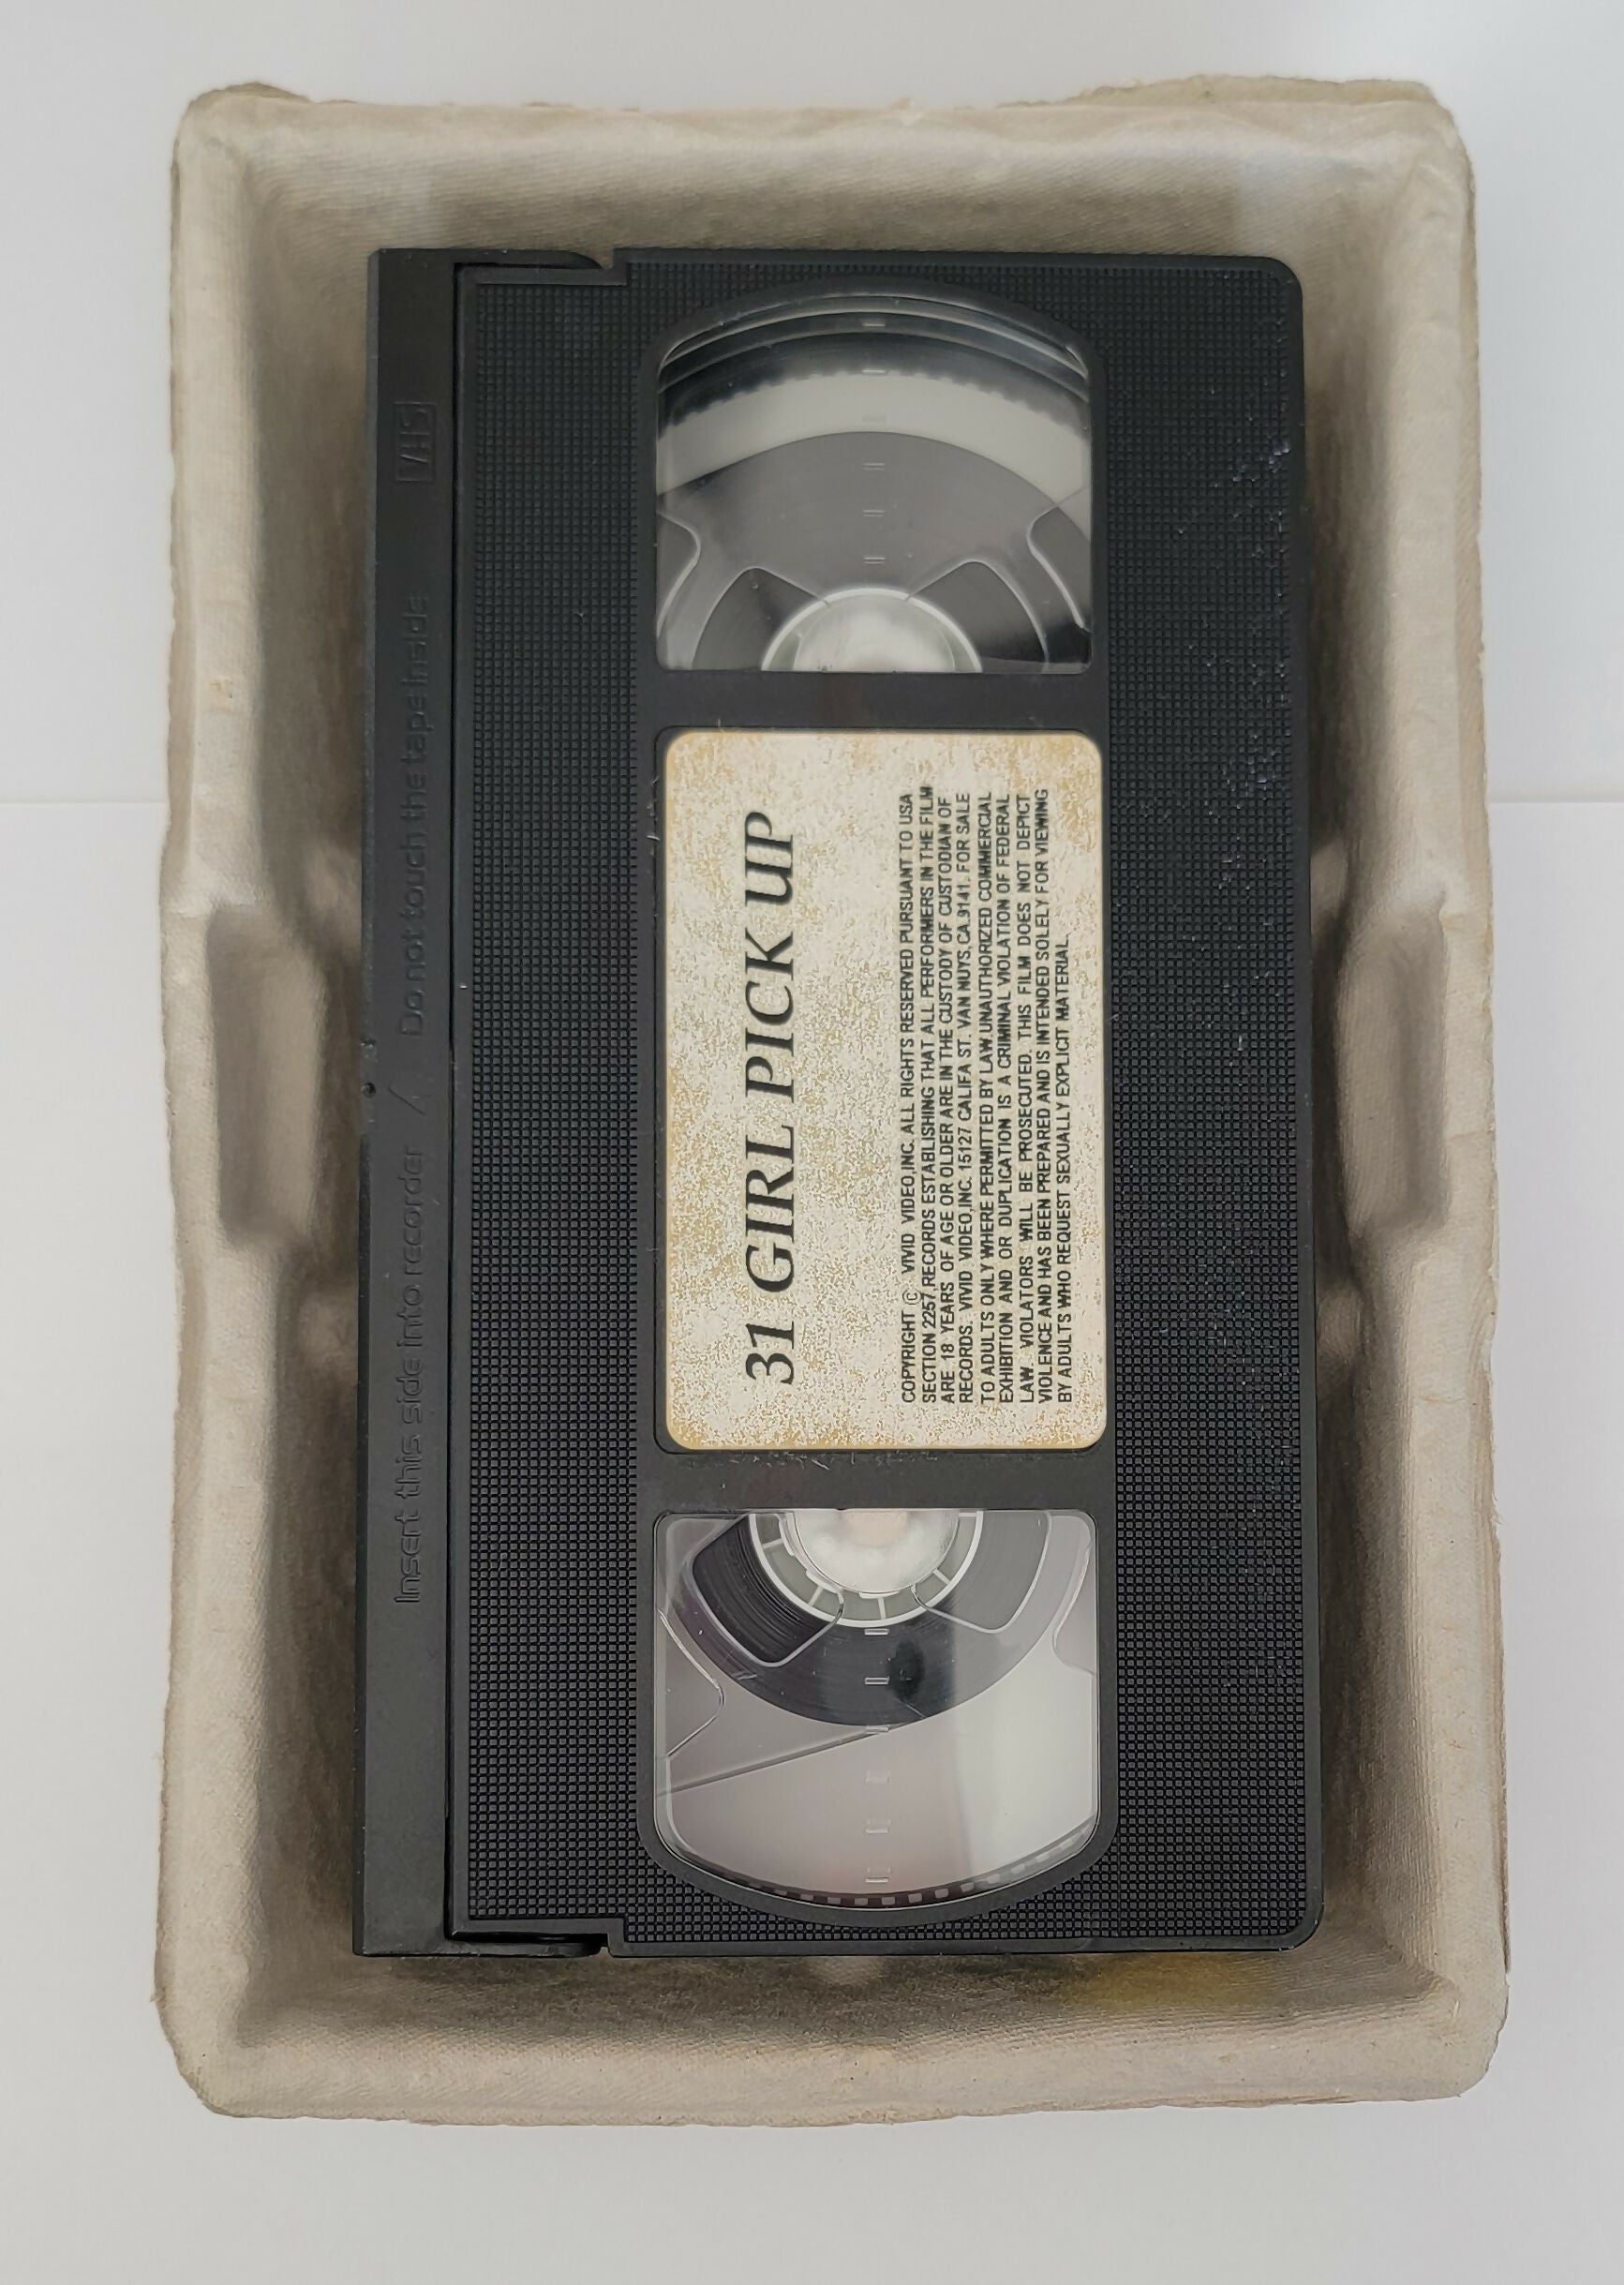 VHS
Insert this side into recorder / Do not touch the tape inside
31 GIRL PICK UP
COPYRIGHT © VIVID VIDEO,INC. ALL RIGHTS RESERVED PURSUANT TO USA
SECTION 2257 RECORDS ESTABLISHING THAT ALL PERFORMERS IN THE FILM
ARE 18 YEARS OF AGE OR OLDER ARE IN THE CUSTODY OF CUSTODIAN OF
RECORDS. VIVID VIDEO,INC. 15127 CALIFA ST. VAN NUYS, CA.9141. FOR SALE
TO ADULTS ONLY WHERE PERMITTED BY LAW.UNAUTHORIZED COMMERCIAL
EXHIBITION AND OR DUPLICATION IS A CRIMINAL VIOLATION OF FEDERAL
LAW VIOLATORS WILL BE PROSECUTED. THIS FILM DOES NOT DEPICT
VIOLENCE AND HAS BEEN PREPARED AND IS INTENDED SOLELY FOR VIEWING
BY ADULTS WHO REQUEST SEXUALLY EXPLICIT MATERIAL.